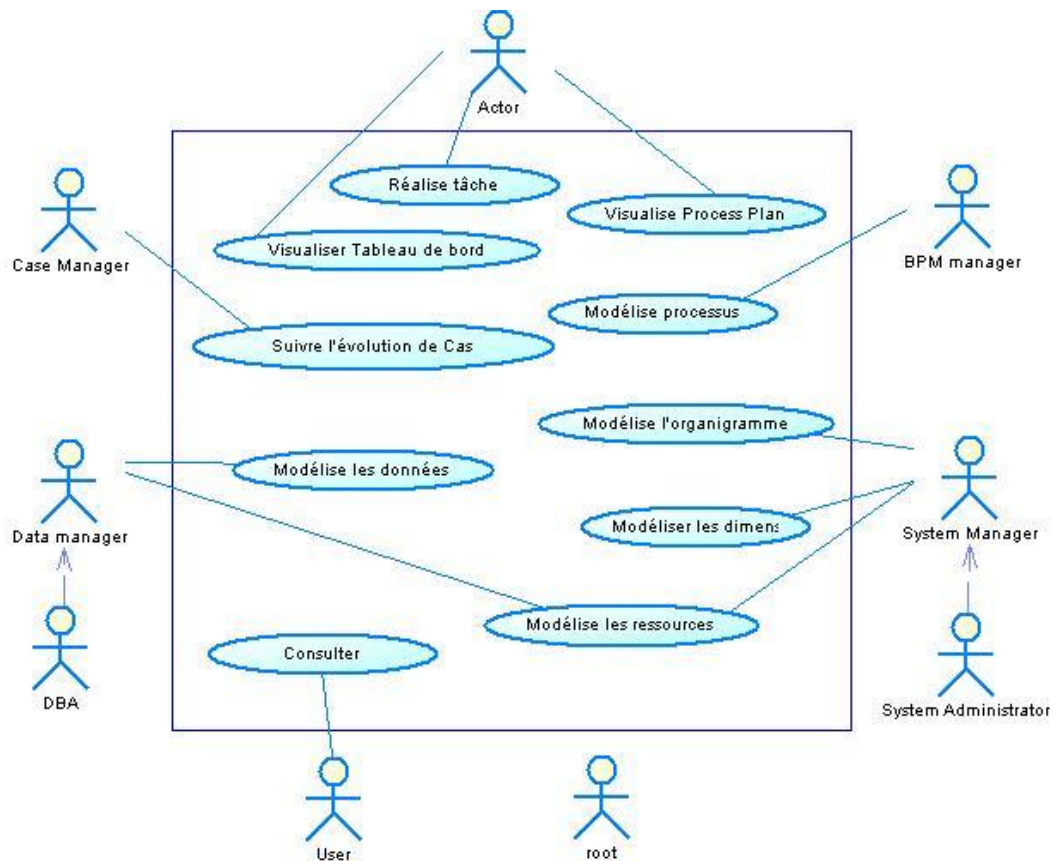 Actor
Réalise tâche
Visualise Process Plan
Case Manager
Visualiser Tableau de bord
BPM manager
Modélise processus
Suivre l'évolution de Cas
Modélise l'organigramme
Modélise les données
Data manager
Modéliser les dimens
System Manager
Modélise les ressources
Consulter
DBA
System Administrator
User
root